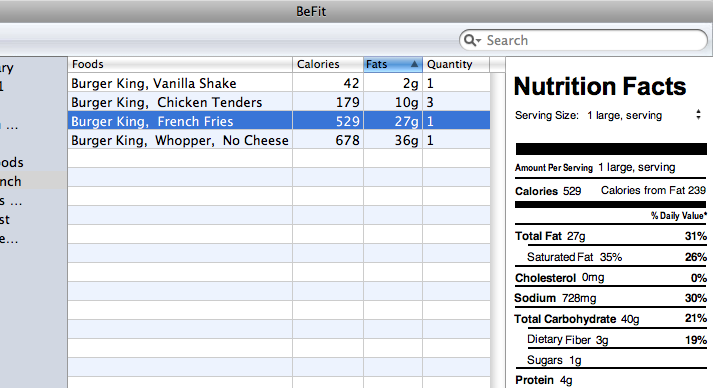 BeFit
Search
ary
1
n ...
oods
nch
s ...
st
e...
Foods Calories Fats Quantity
Burger King, Vanilla Shake 42 2g 1
Burger King, Chicken Tenders 179 10g 3
Burger King, French Fries 529 27g 1
Burger King, Whopper, No Cheese 678 36g 1
Nutrition Facts
Serving Size: 1 large, serving
Amount Per Serving 1 large, serving
Calories 529 Calories from Fat 239
% Daily Value*
Total Fat 27g 31%
Saturated Fat 35% 26%
Cholesterol 0mg 0%
Sodium 728mg 30%
Total Carbohydrate 40g 21%
Dietary Fiber 3g 19%
Sugars 1g
Protein 4g